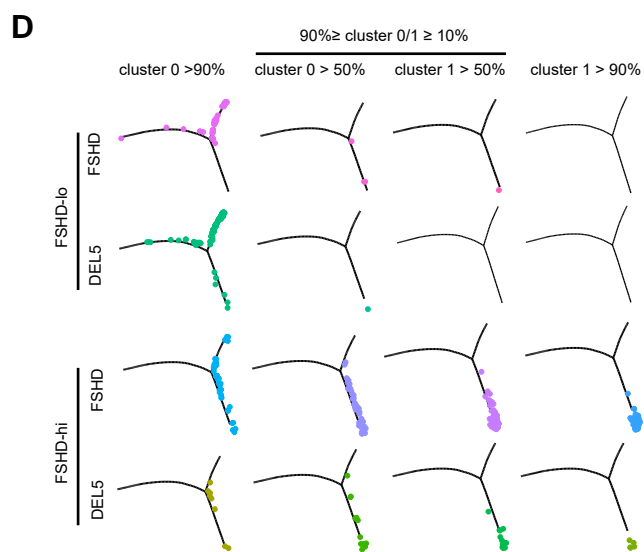 D
90%≥ cluster 0/1 ≥ 10%
cluster 0 >90%
cluster 0 > 50%
cluster 1 > 50%
cluster 1 > 90%
FSHD-lo
FSHD
DEL5
FSHD-hi
FSHD
DEL5